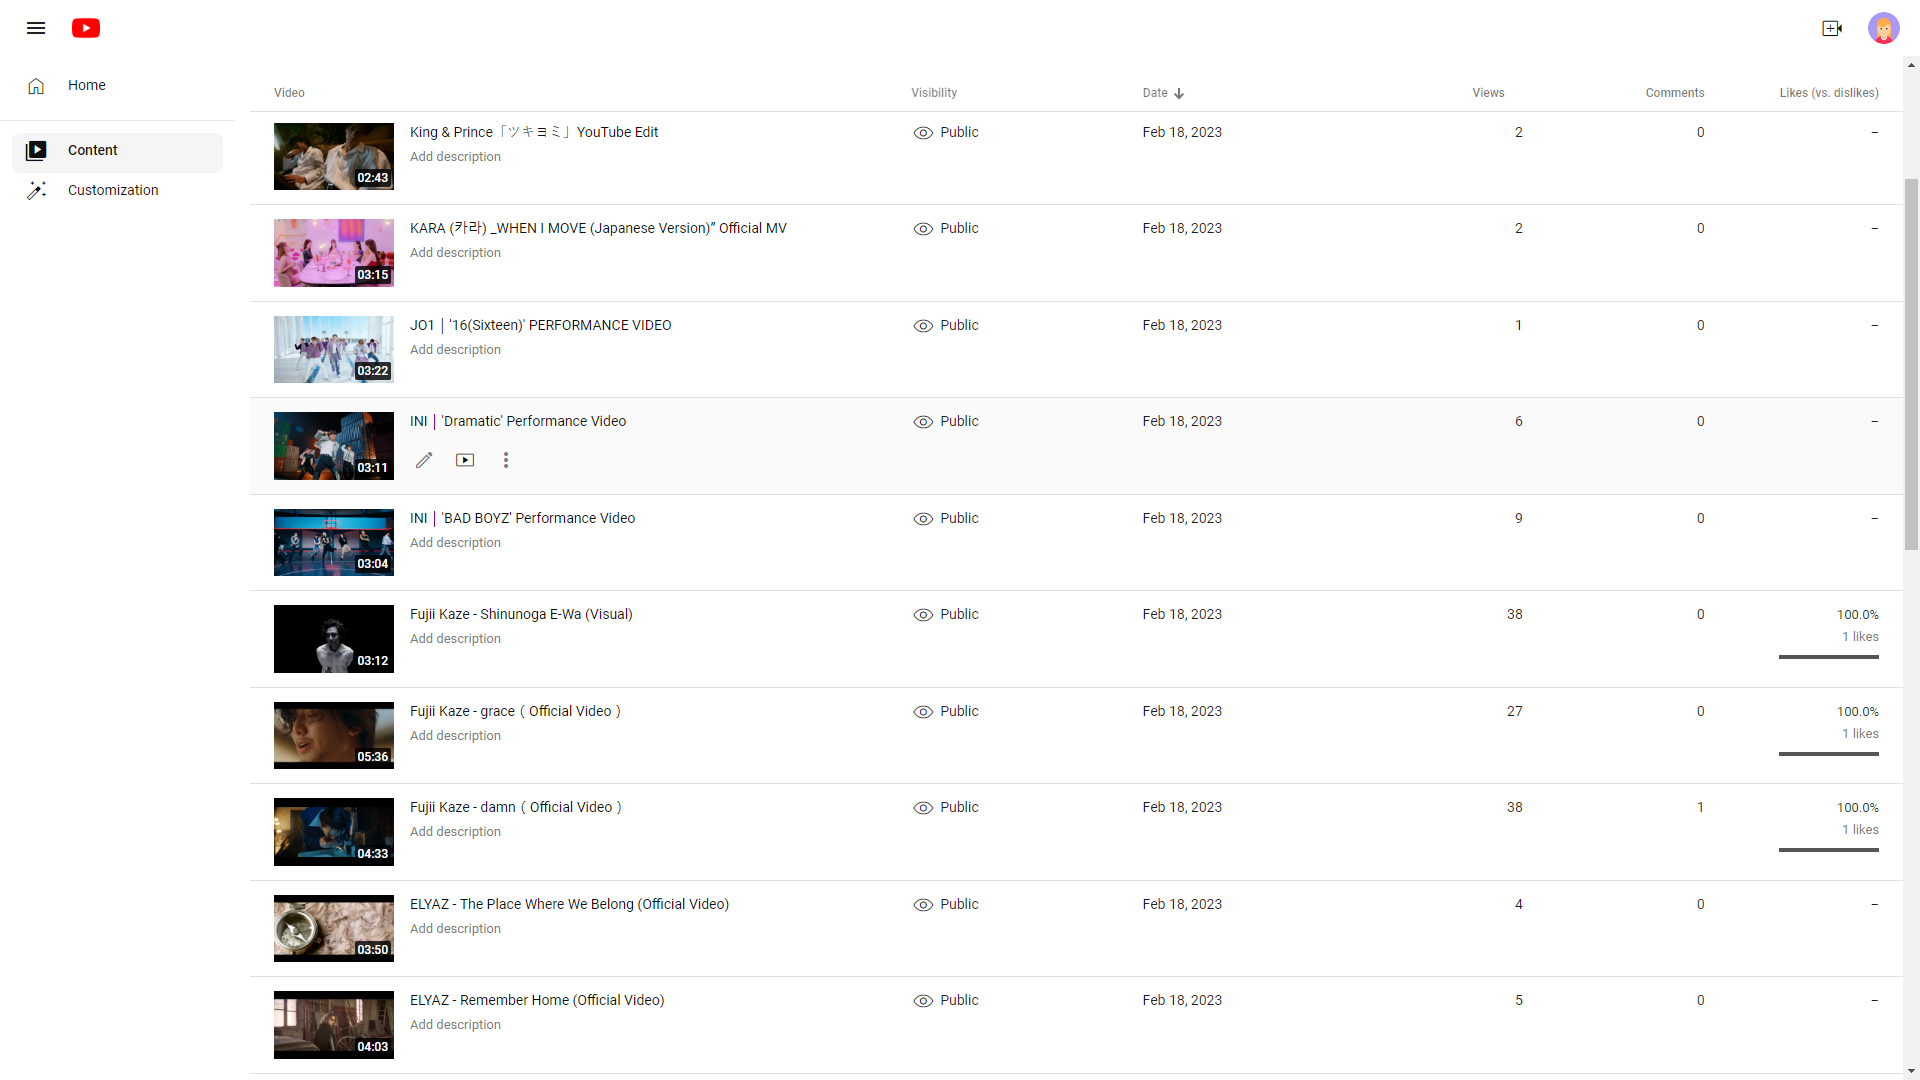 Home
Content
Customization
Video Visibility Date Views Comments Likes (vs. dislikes)
King & Prince「ツキヨミ」YouTube Edit Public Feb 18, 2023 2 0 –
Add description
02:43
KARA (카라) _WHEN I MOVE (Japanese Version)” Official MV Public Feb 18, 2023 2 0 –
Add description
03:15
JO1｜'16(Sixteen)' PERFORMANCE VIDEO Public Feb 18, 2023 1 0 –
Add description
03:22
INI｜'Dramatic' Performance Video Public Feb 18, 2023 6 0 –
03:11
INI｜'BAD BOYZ' Performance Video Public Feb 18, 2023 9 0 –
Add description
03:04
Fujii Kaze - Shinunoga E-Wa (Visual) Public Feb 18, 2023 38 0 100.0%
Add description 1 likes
03:12
Fujii Kaze - grace（Official Video） Public Feb 18, 2023 27 0 100.0%
Add description 1 likes
05:36
Fujii Kaze - damn（Official Video） Public Feb 18, 2023 38 1 100.0%
Add description 1 likes
04:33
ELYAZ - The Place Where We Belong (Official Video) Public Feb 18, 2023 4 0 –
Add description
03:50
ELYAZ - Remember Home (Official Video) Public Feb 18, 2023 5 0 –
Add description
04:03